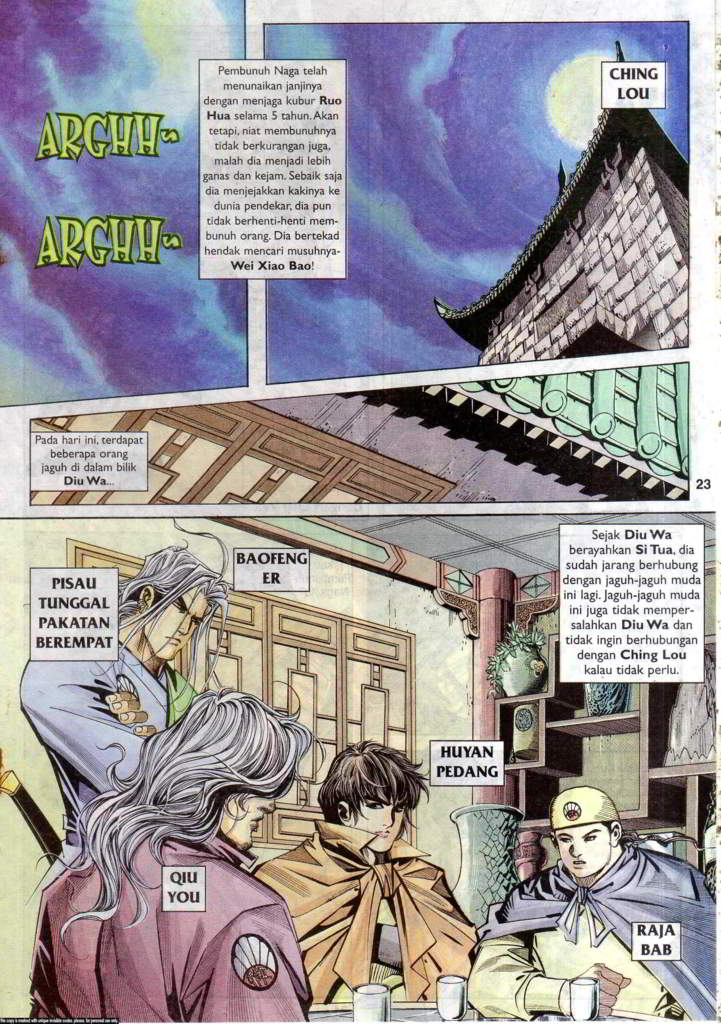 ARGHH
ARGHH
Pembunuh Naga telah
menunaikan janjinya
dengan menjaga kubur Ruo
Hua selama 5 tahun. Akan
tetapi, niat membunuhnya
tidak berkurangan juga,
malah dia menjadi lebih
ganas dan kejam. Sebaik saja
dia menjejakkan kakinya ke
dunia pendekar, dia pun
tidak berhenti-henti mem-
bunuh orang. Dia bertekad
hendak mencari musuhnya-
Wei Xiao Bao!
CHING
LOU
Pada hari ini, terdapat
beberapa orang
jaguh di dalam bilik
Diu Wa...
23
PISAU
TUNGGAL
PAKATAN
BEREMPAT
BAOFENG
ER
Sejak Diu Wa
berayahkan Si Tua, dia
sudah jarang berhubung
dengan jaguh-jaguh muda
ini lagi. Jaguh-jaguh muda
ini juga tidak memper-
salahkan Diu Wa dan
tidak ingin berhubungan
dengan Ching Lou
kalau tidak perlu.
HUYAN
PEDANG
QIU
YOU
RAJA
BAB